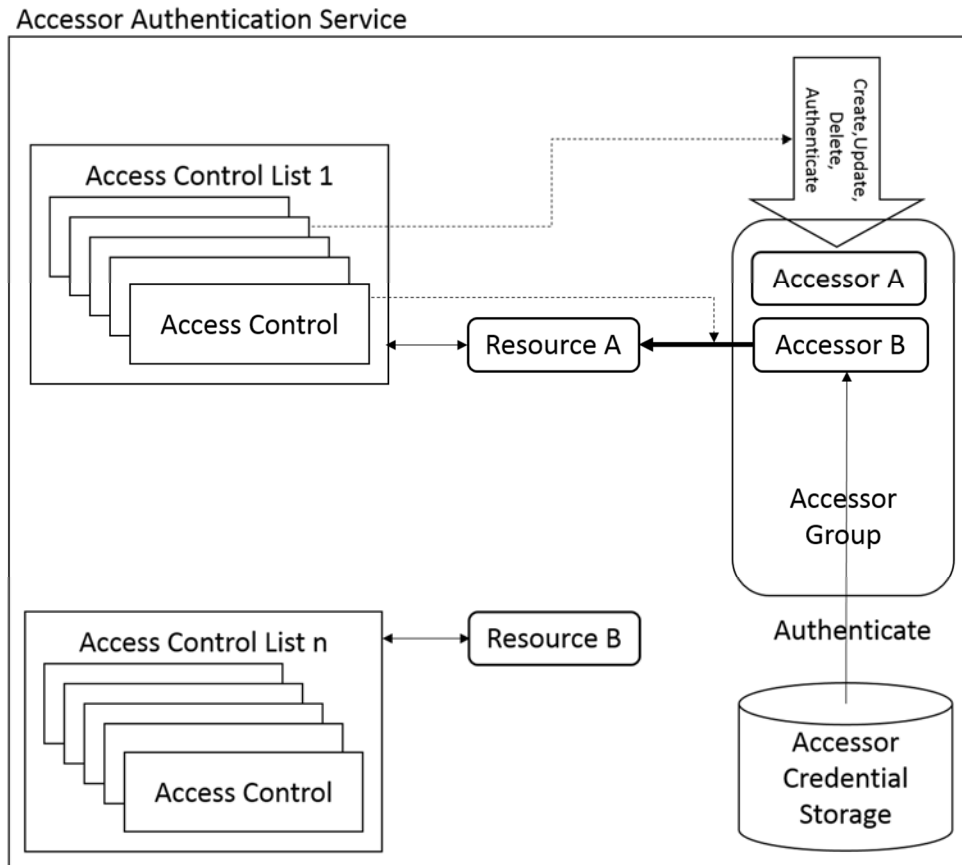 Accessor Authentication Service
Create,Update,
Delete,
Authenticate
Access Control List 1
Access Control
Resource A
Accessor A
Accessor B
Accessor
Group
Authenticate
Access Control List n
Access Control
Resource B
Accessor
Credential
Storage